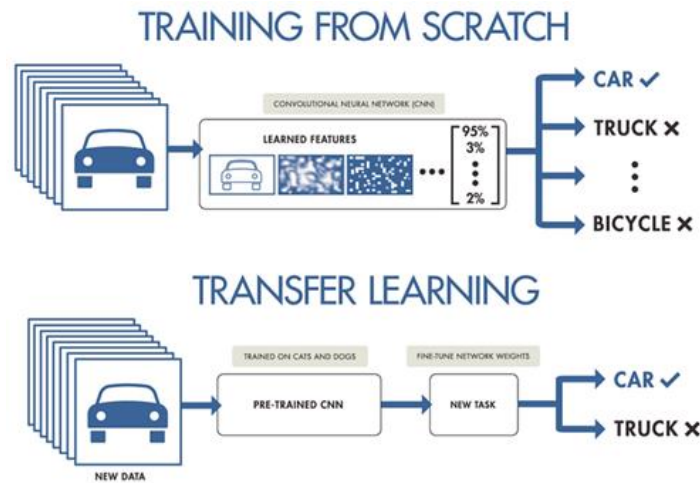 TRAINING FROM SCRATCH
CONVOLUTIONAL NEURAL NETWORK (CNN)
LEARNED FEATURES
95%
3%
2%
CAR ✓
TRUCK ✕
BICYCLE ✕
TRANSFER LEARNING
TRAINED ON CATS AND DOGS
FINE-TUNE NETWORK WEIGHTS
PRE-TRAINED CNN
NEW TASK
CAR ✓
TRUCK ✕
NEW DATA